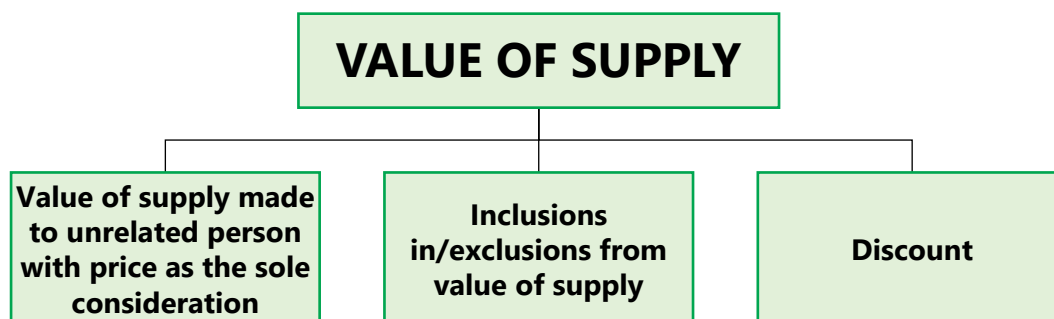 VALUE OF SUPPLY
Value of supply made
to unrelated person
with price as the sole
consideration
Inclusions
in/exclusions from
value of supply
Discount